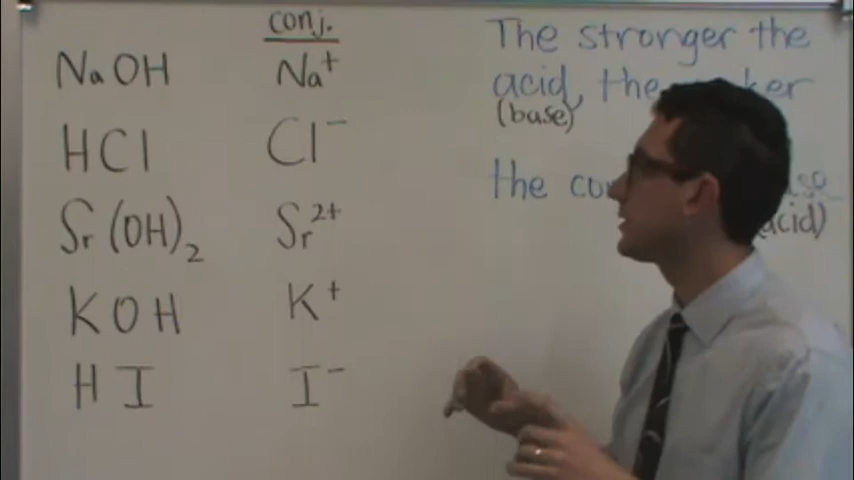 conj.
NaOH Na⁺
HCl Cl⁻
Sr(OH)₂ Sr²⁺
KOH K⁺
HI I⁻
The stronger the
acid, the
(base)
the
acid)